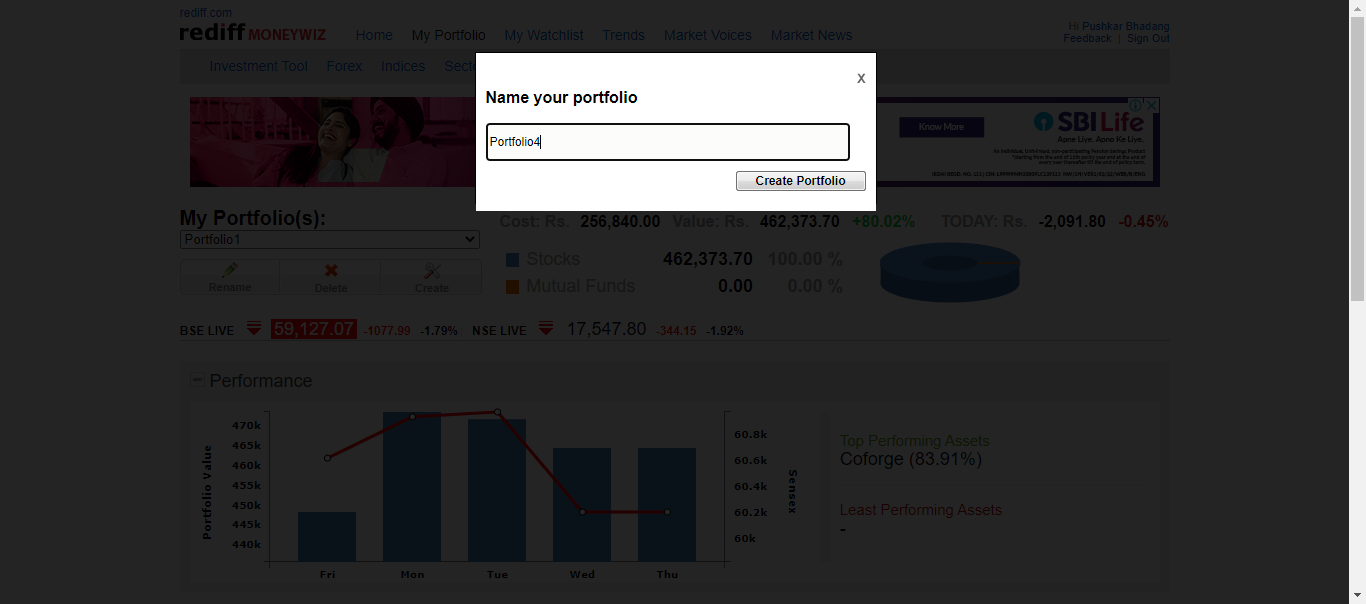 rediff.com
rediff MONEYWIZ
Home My Portfolio My Watchlist Trends Market Voices Market News
Hi Pushkar Bhadang
Feedback | Sign Out
Investment Tool Forex Indices Secto
x
Name your portfolio
Portfolio4
Create Portfolio
Know More
SBI Life
Apne Liye. Apno Ke Liye.
My Portfolio(s):
Portfolio1
Rename Delete Create
Cost: Rs. 256,840.00 Value: Rs. 462,373.70 +80.02% TODAY: Rs. -2,091.80 -0.45%
Stocks 462,373.70 100.00 %
Mutual Funds 0.00 0.00 %
BSE LIVE 59,127.07 -1077.99 -1.79% NSE LIVE 17,547.80 -344.15 -1.92%
Performance
Portfolio Value
470k
465k
460k
455k
450k
445k
440k
Fri Mon Tue Wed Thu
60.8k
60.6k
60.4k
60.2k
60k
Sensex
Top Performing Assets
Coforge (83.91%)
Least Performing Assets
-